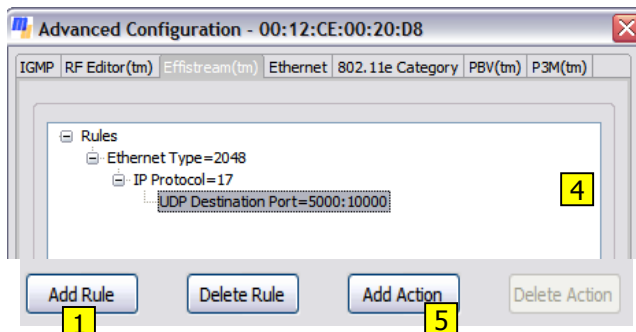 Advanced Configuration - 00:12:CE:00:20:D8
IGMP RF Editor(tm) Effistream(tm) Ethernet 802.11e Category PBV(tm) P3M(tm)
Rules
Ethernet Type=2048
IP Protocol=17
UDP Destination Port=5000:10000
4
Add Rule Delete Rule Add Action Delete Action
1 5